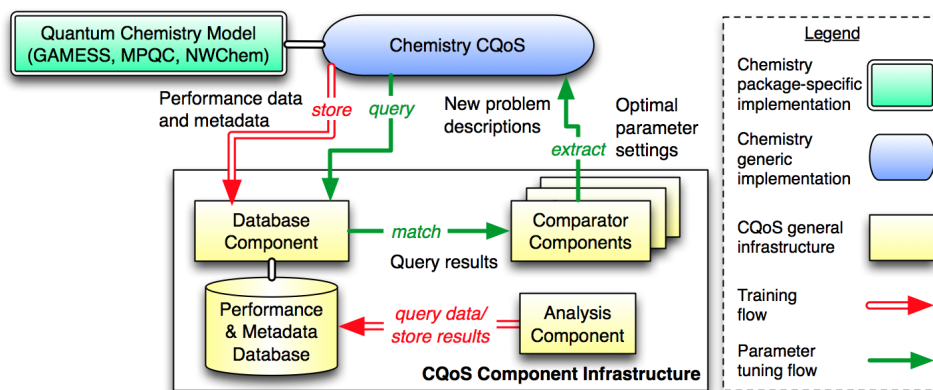 Quantum Chemistry Model
(GAMESS, MPQC, NWChem)
Chemistry CQoS
Performance data
and metadata
store
query
New problem
descriptions
extract
Optimal
parameter
settings
Database
Component
match
Query results
Comparator
Components
Performance
& Metadata
Database
query data/
store results
Analysis
Component
CQoS Component Infrastructure
Legend
Chemistry
package-specific
implementation
Chemistry
generic
implementation
CQoS general
infrastructure
Training
flow
Parameter
tuning flow